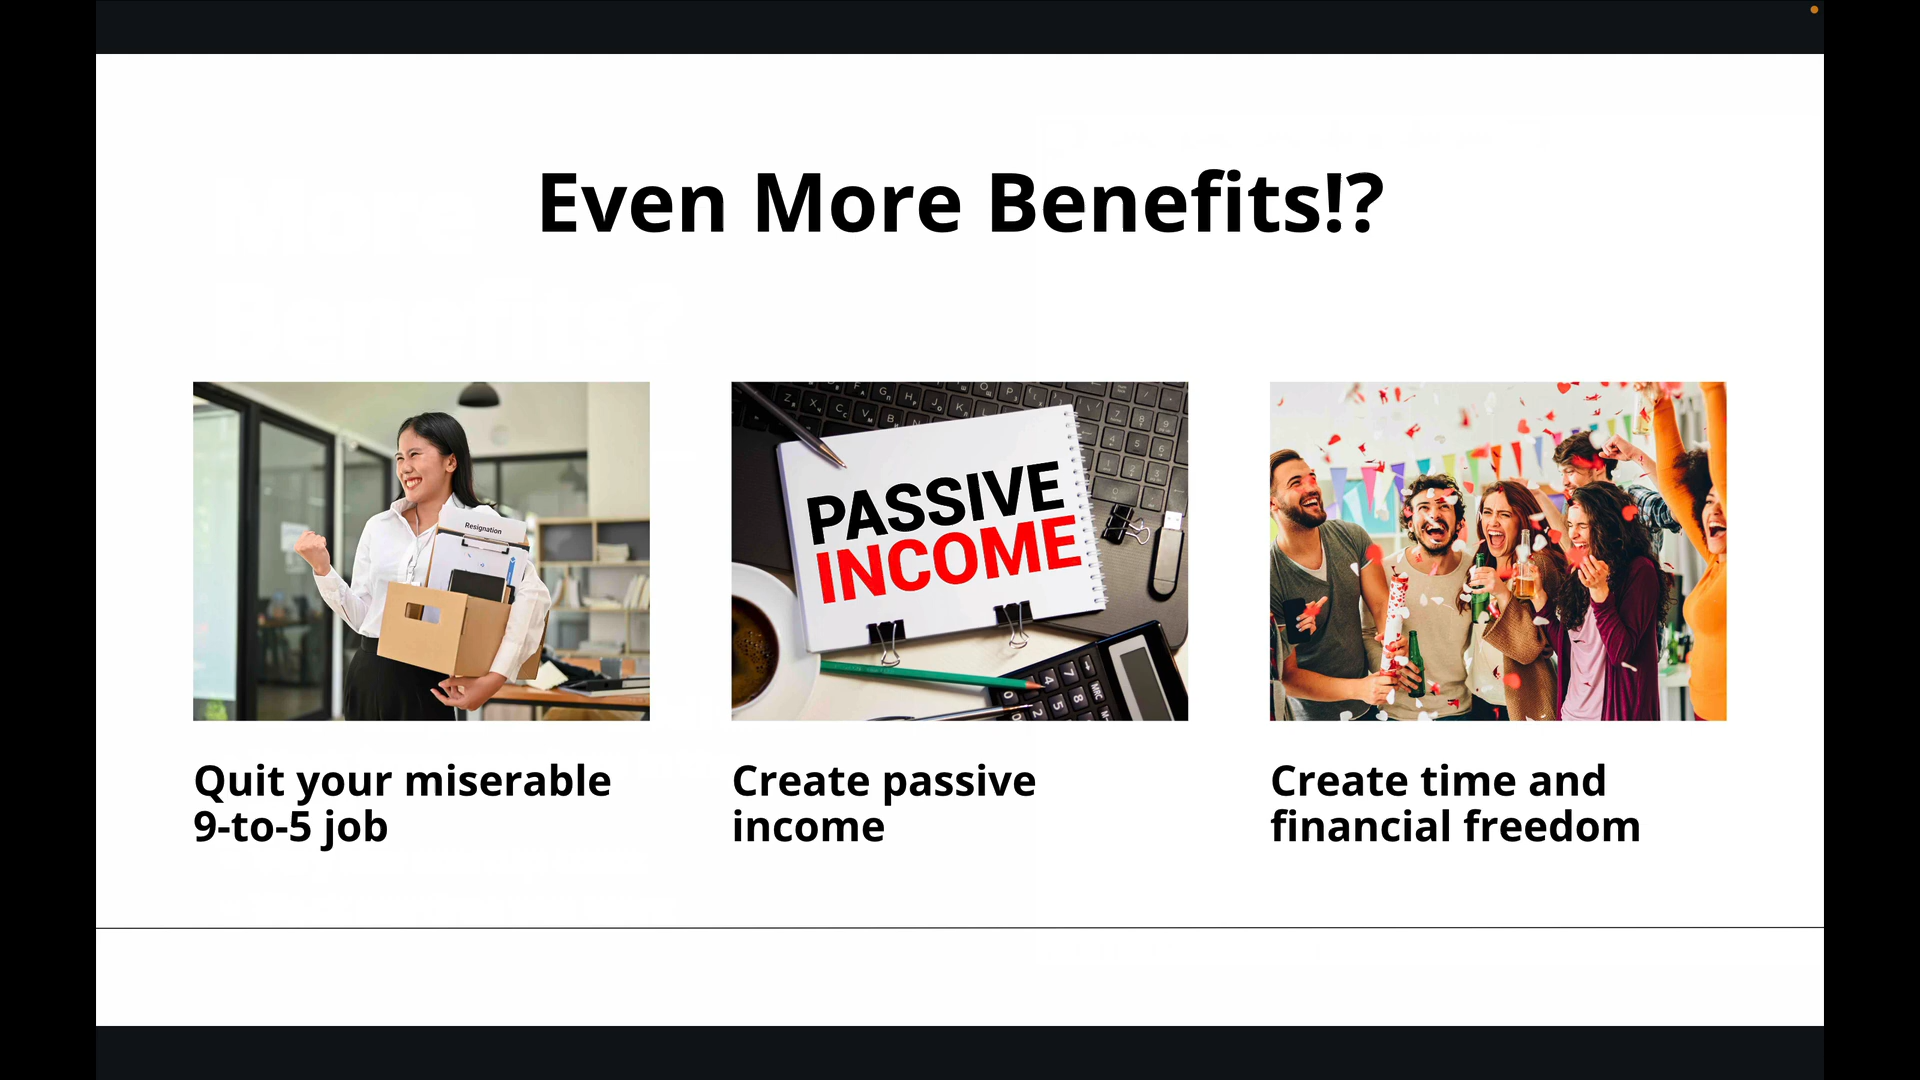 Even More Benefits!?
Resignation
PASSIVE
INCOME
Quit your miserable
9-to-5 job
Create passive
income
Create time and
financial freedom